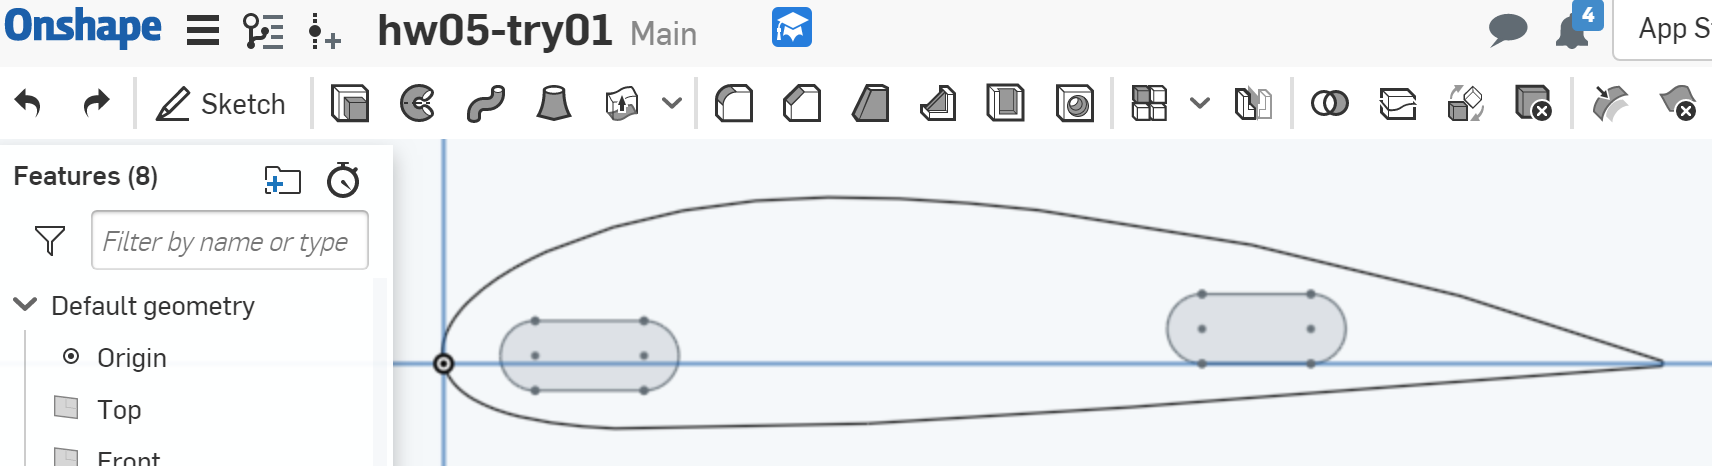 Onshape hw05-try01 Main 4 App S
Sketch
Features (8)
Filter by name or type
Default geometry
Origin
Top
Front